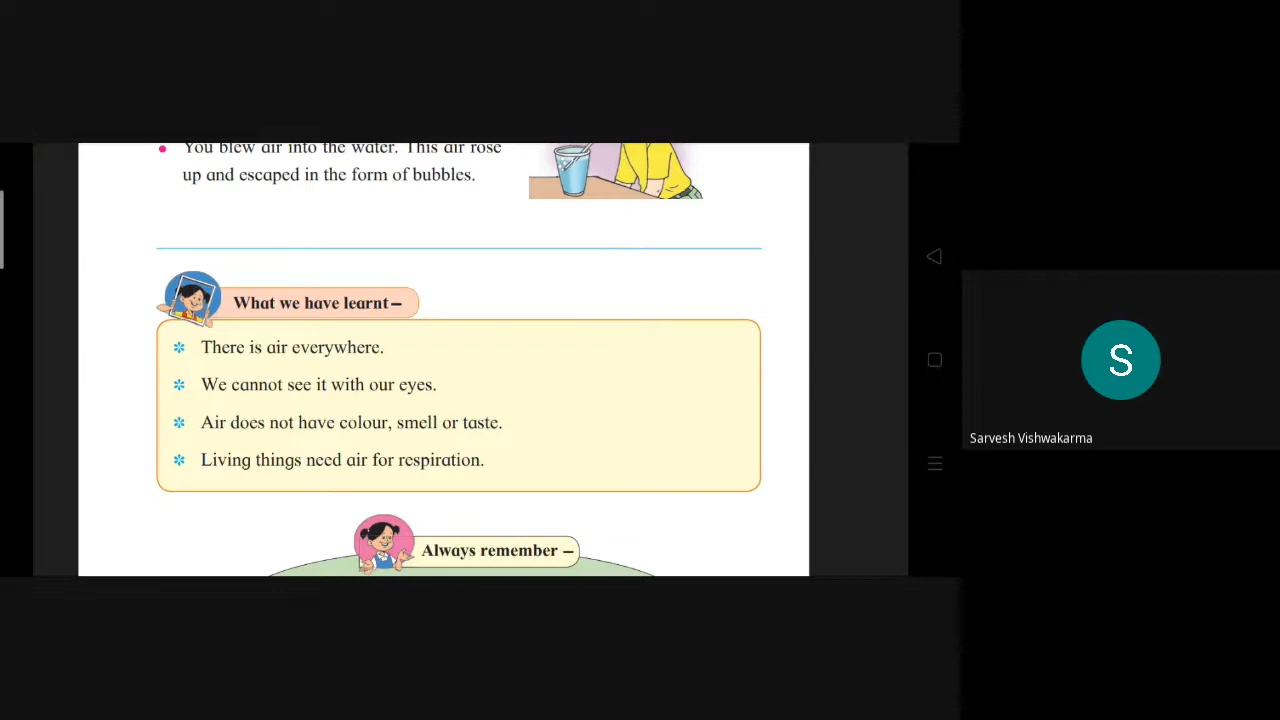 You blew air into the water. This air rose
up and escaped in the form of bubbles.
What we have learnt –
There is air everywhere.
We cannot see it with our eyes.
Air does not have colour, smell or taste.
Living things need air for respiration.
Always remember –
S
Sarvesh Vishwakarma